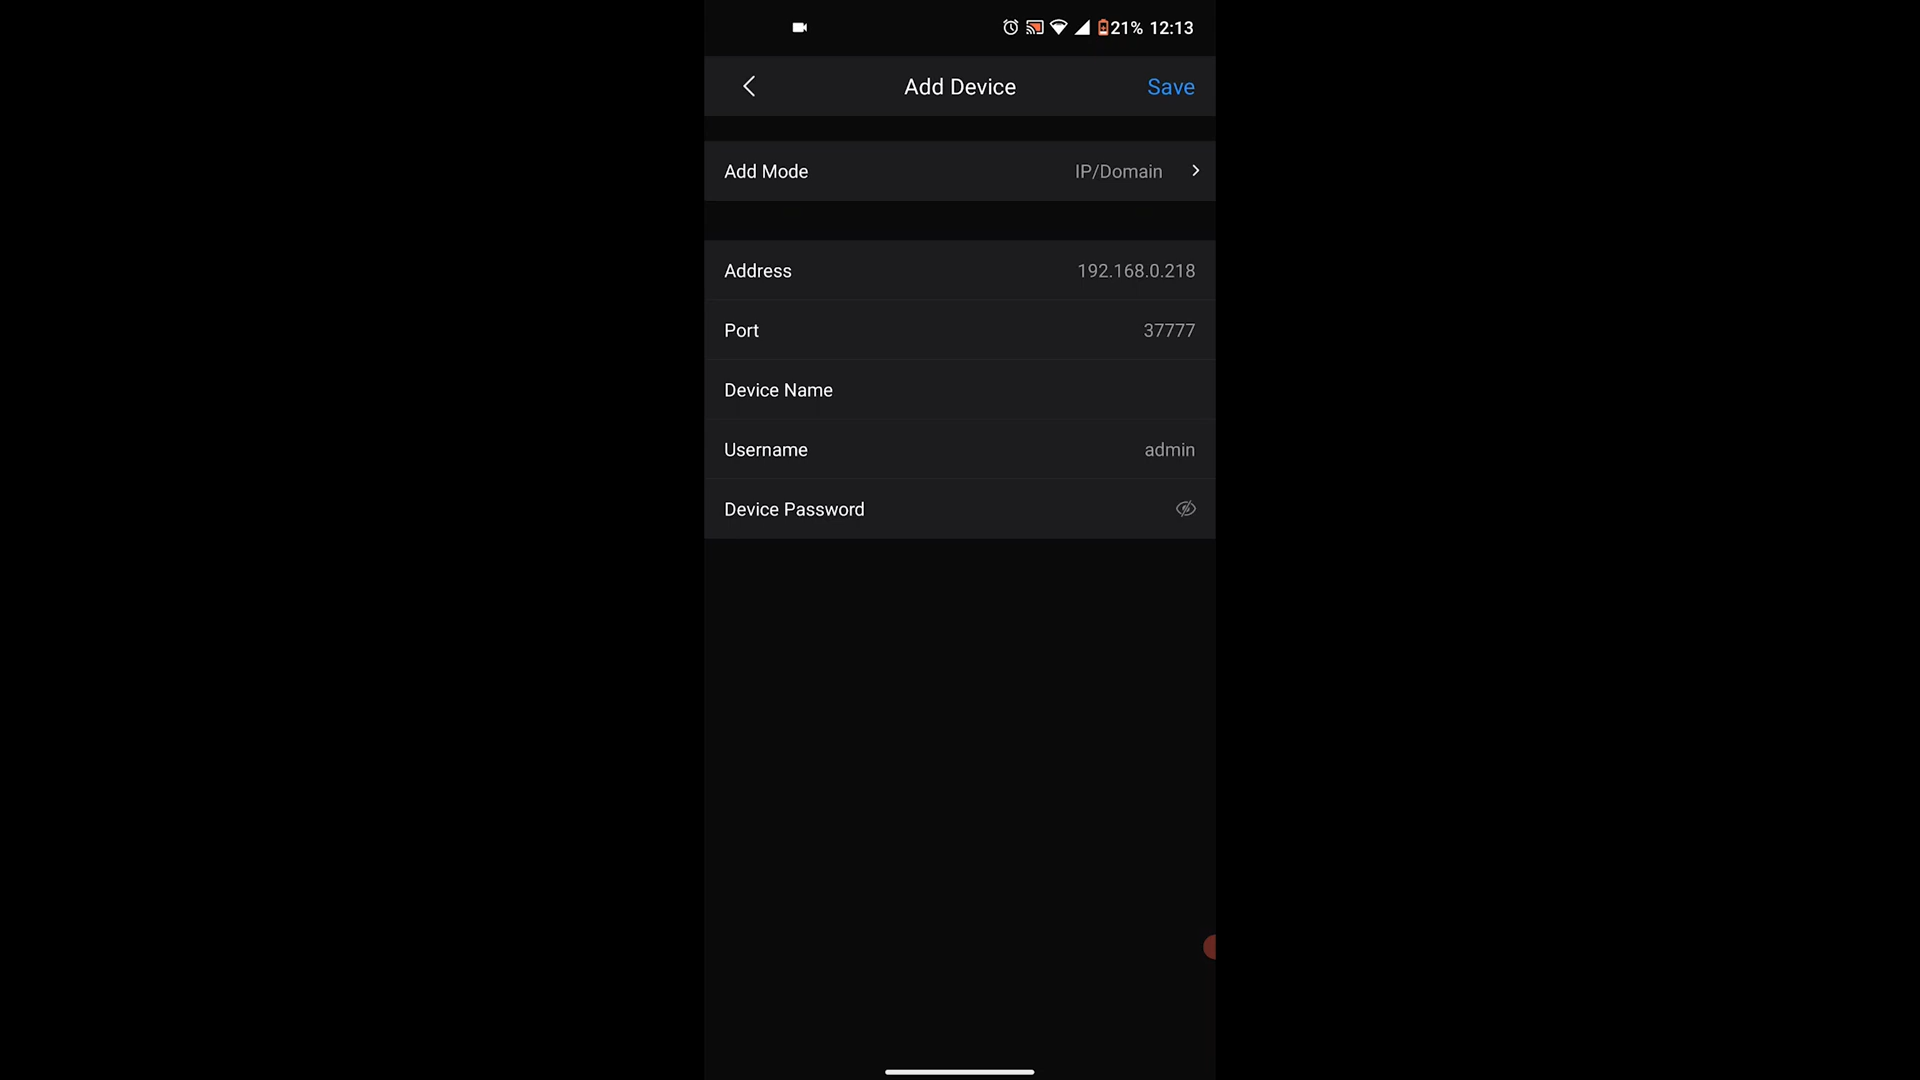 21% 12:13
Add Device Save
Add Mode IP/Domain
Address 192.168.0.218
Port 37777
Device Name
Username admin
Device Password